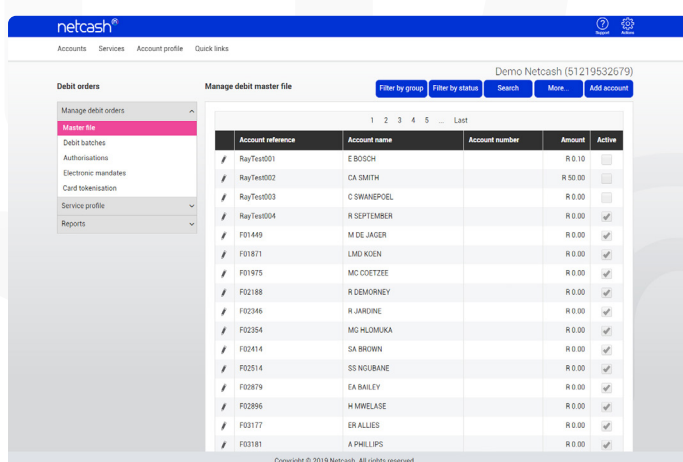 netcash®
Support Actions
Accounts Services Account profile Quick links
Demo Netcash (51219532679)
Debit orders
Manage debit master file
Filter by group Filter by status Search More... Add account
Manage debit orders
Master file
Debit batches
Authorisations
Electronic mandates
Card tokenisation
Service profile
Reports
1 2 3 4 5 ... Last
Account reference Account name Account number Amount Active
RayTest001 E BOSCH R 0.10
RayTest002 CA SMITH R 50.00
RayTest003 C SWANEPOEL R 0.00
RayTest004 R SEPTEMBER R 0.00
F01449 M DE JAGER R 0.00
F01871 LMD KOEN R 0.00
F01975 MC COETZEE R 0.00
F02188 R DEMORNEY R 0.00
F02346 R JARDINE R 0.00
F02354 MG HLOMUKA R 0.00
F02414 SA BROWN R 0.00
F02514 SS NGUBANE R 0.00
F02879 EA BAILEY R 0.00
F02896 H MWELASE R 0.00
F03177 ER ALLIES R 0.00
F03181 A PHILLIPS R 0.00
Copyright © 2019 Netcash. All rights reserved